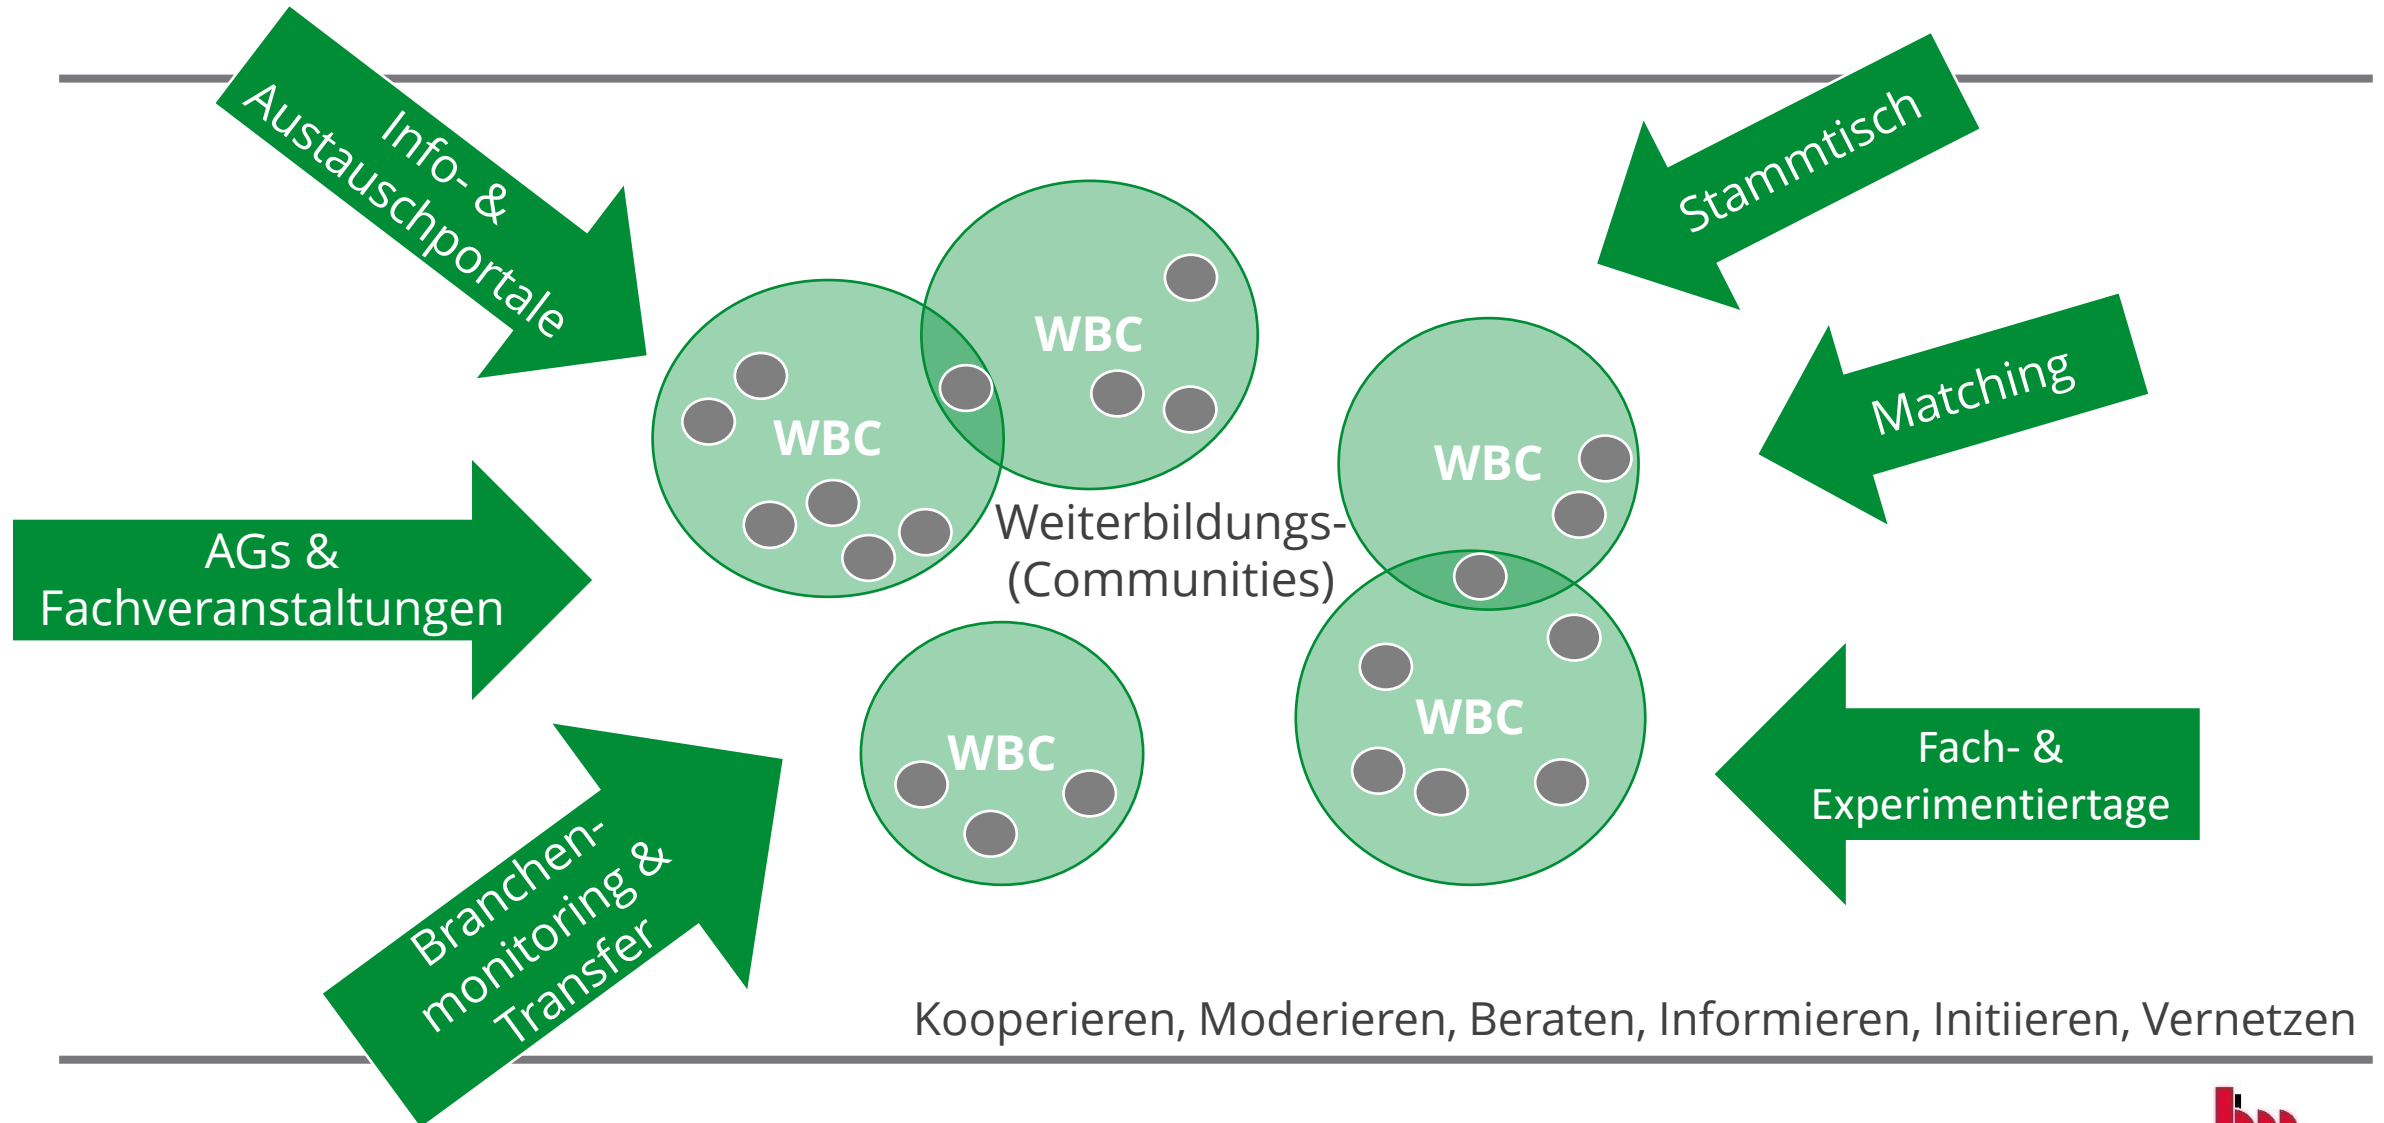 Info- &
Austauschportale
Stammtisch
WBC
Matching
WBC
WBC
Weiterbildungs-
(Communities)
AGs &
Fachveranstaltungen
WBC
WBC
Fach- &
Experimentiertage
Branchen-
monitoring &
Transfer
Kooperieren, Moderieren, Beraten, Informieren, Initiieren, Vernetzen